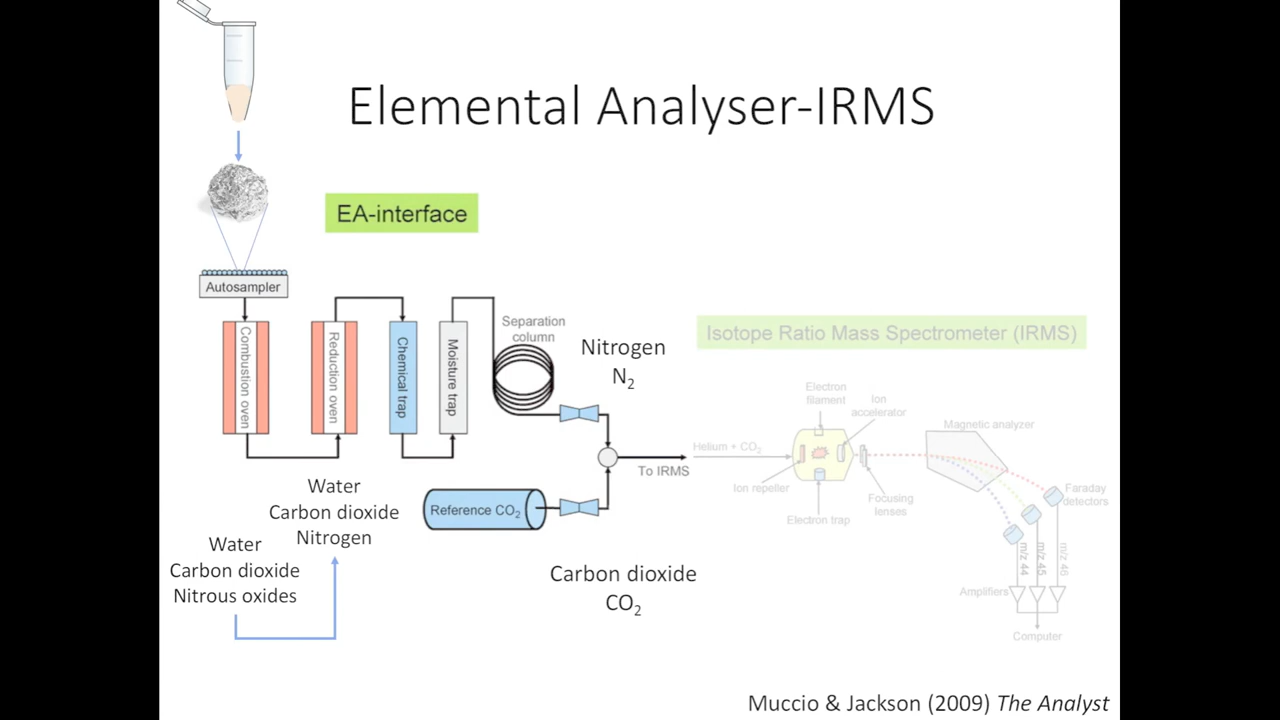 Elemental Analyser-IRMS
EA-interface
Autosampler
Combustion oven
Reduction oven
Chemical trap
Moisture trap
Separation
column
Nitrogen
N₂
To IRMS
Reference CO₂
Water
Carbon dioxide
Nitrogen
Water
Carbon dioxide
Nitrous oxides
Carbon dioxide
CO₂
Isotope Ratio Mass Spectrometer (IRMS)
Electron
filament
Ion
accelerator
Magnetic analyzer
Helium + CO₂
Ion repeller
Electron trap
Focusing
lenses
Faraday
detectors
m/z 44
m/z 45
m/z 46
Amplifiers
Computer
Muccio & Jackson (2009) The Analyst